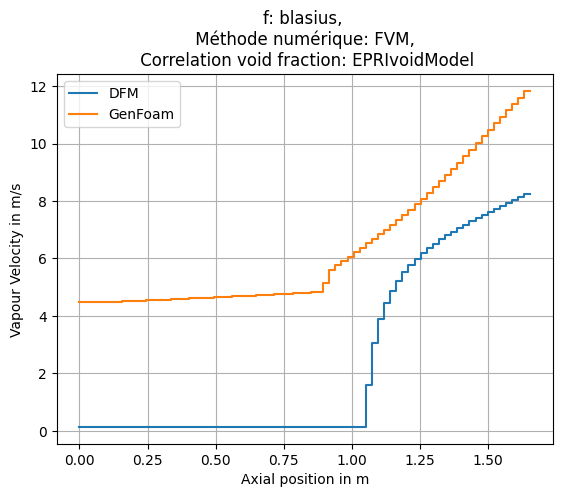 f: blasius,
Méthode numérique: FVM,
Correlation void fraction: EPRIvoidModel
DFM
GenFoam
12
10
8
6
4
2
0
Vapour Velocity in m/s
0.00 0.25 0.50 0.75 1.00 1.25 1.50
Axial position in m